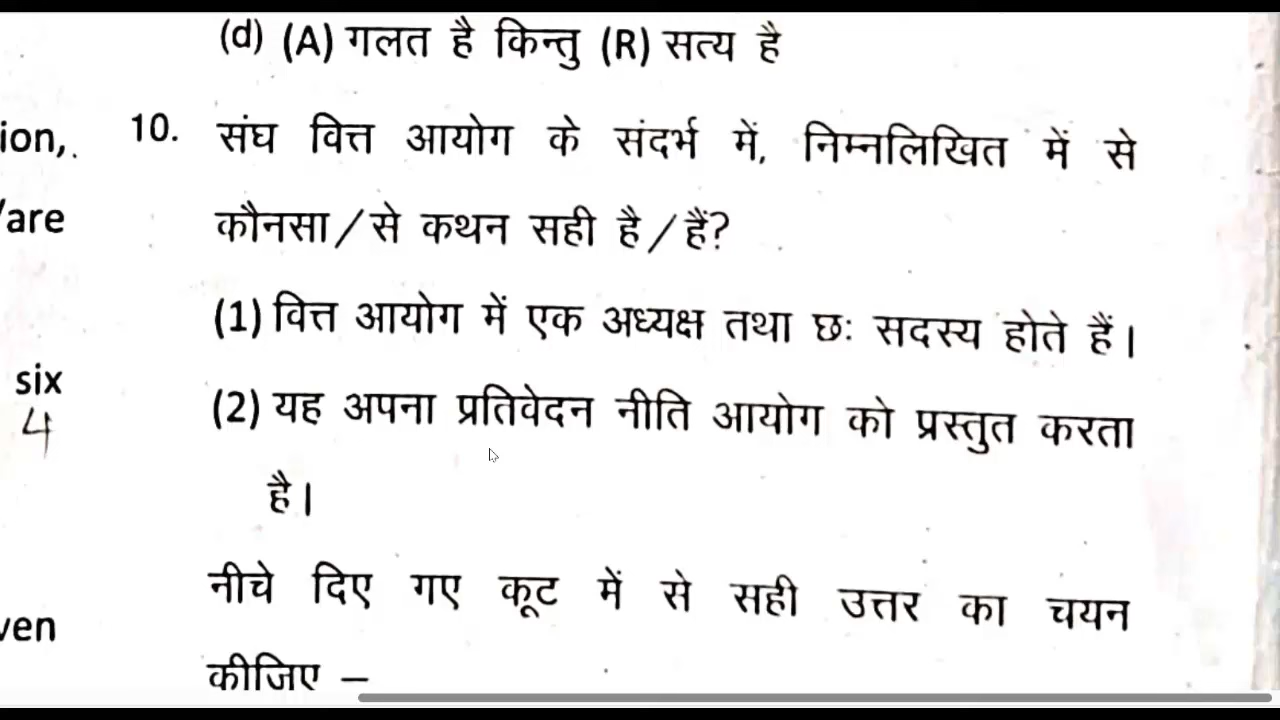 (d) (A) गलत है किन्तु (R) सत्य है
ion,.
10. संघ वित्त आयोग के संदर्भ में, निम्नलिखित में से
/are
कौनसा/से कथन सही है/हैं?
(1) वित्त आयोग में एक अध्यक्ष तथा छः सदस्य होते हैं।
six
4
(2) यह अपना प्रतिवेदन नीति आयोग को प्रस्तुत करता
है।
नीचे दिए गए कूट में से सही उत्तर का चयन
ven
कीजिए –